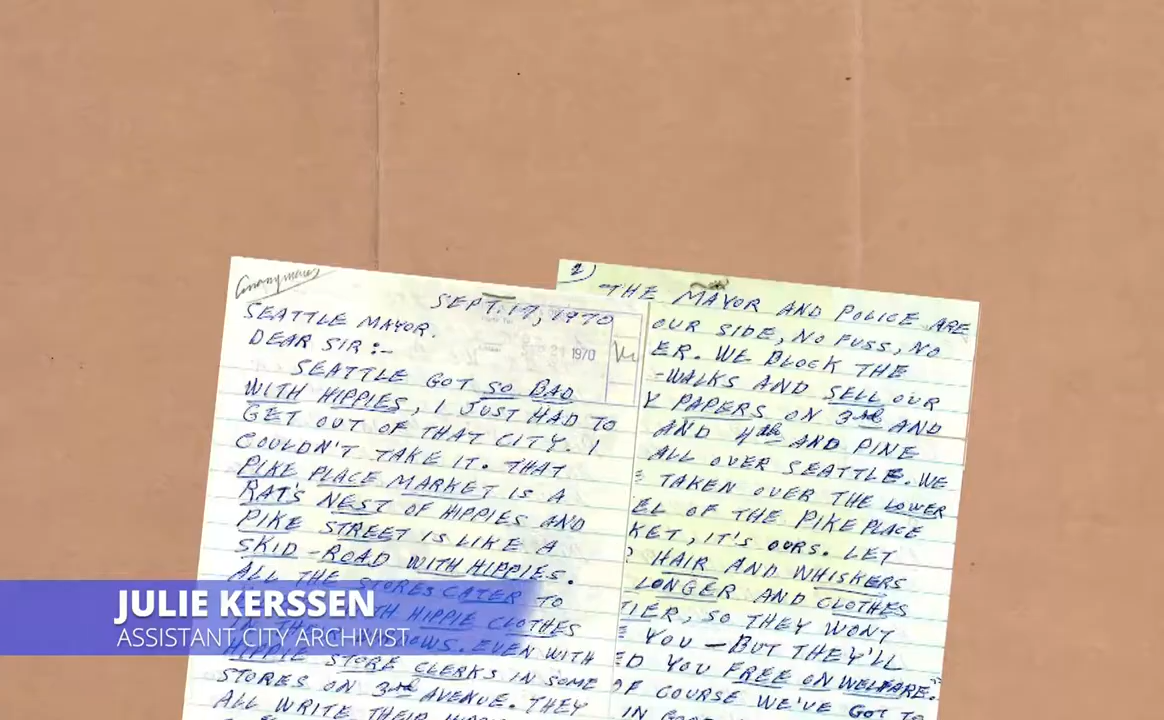 Anonymous
SEPT. 17, 1970
SEATTLE MAYOR.
DEAR SIR:-
1970
SEATTLE GOT SO BAD
WITH HIPPIES, I JUST HAD TO
GET OUT OF THAT CITY. I
COULDN'T TAKE IT. THAT
PIKE PLACE MARKET IS A
RAT'S NEST OF HIPPIES AND
PIKE STREET IS LIKE A
SKID-ROAD WITH HIPPIES.
ALL THE STORES CATER TO
TH HIPPIE CLOTHES
IN OWS. EVEN WITH
HIPPIE STORE CLERKS IN SOME
STORES ON 3rd AVENUE. THEY
ALL WRITE THEIR
2)
THE MAYOR AND POLICE ARE
OUR SIDE, NO FUSS, NO
ER. WE BLOCK THE
-WALKS AND SELL OUR
PAPERS ON 3rd AND
AND 4th AND PINE
ALL OVER SEATTLE. WE
TAKEN OVER THE LOWER
EL OF THE PIKE PLACE
KET, IT'S OURS. LET
HAIR AND WHISKERS
LONGER AND CLOTHES
TIER, SO THEY WONT
YOU - BUT THEY'LL
D YOU FREE ON WELFARE."
OF COURSE WE'VE GOT TO
IN
JULIE KERSSEN
ASSISTANT CITY ARCHIVIST